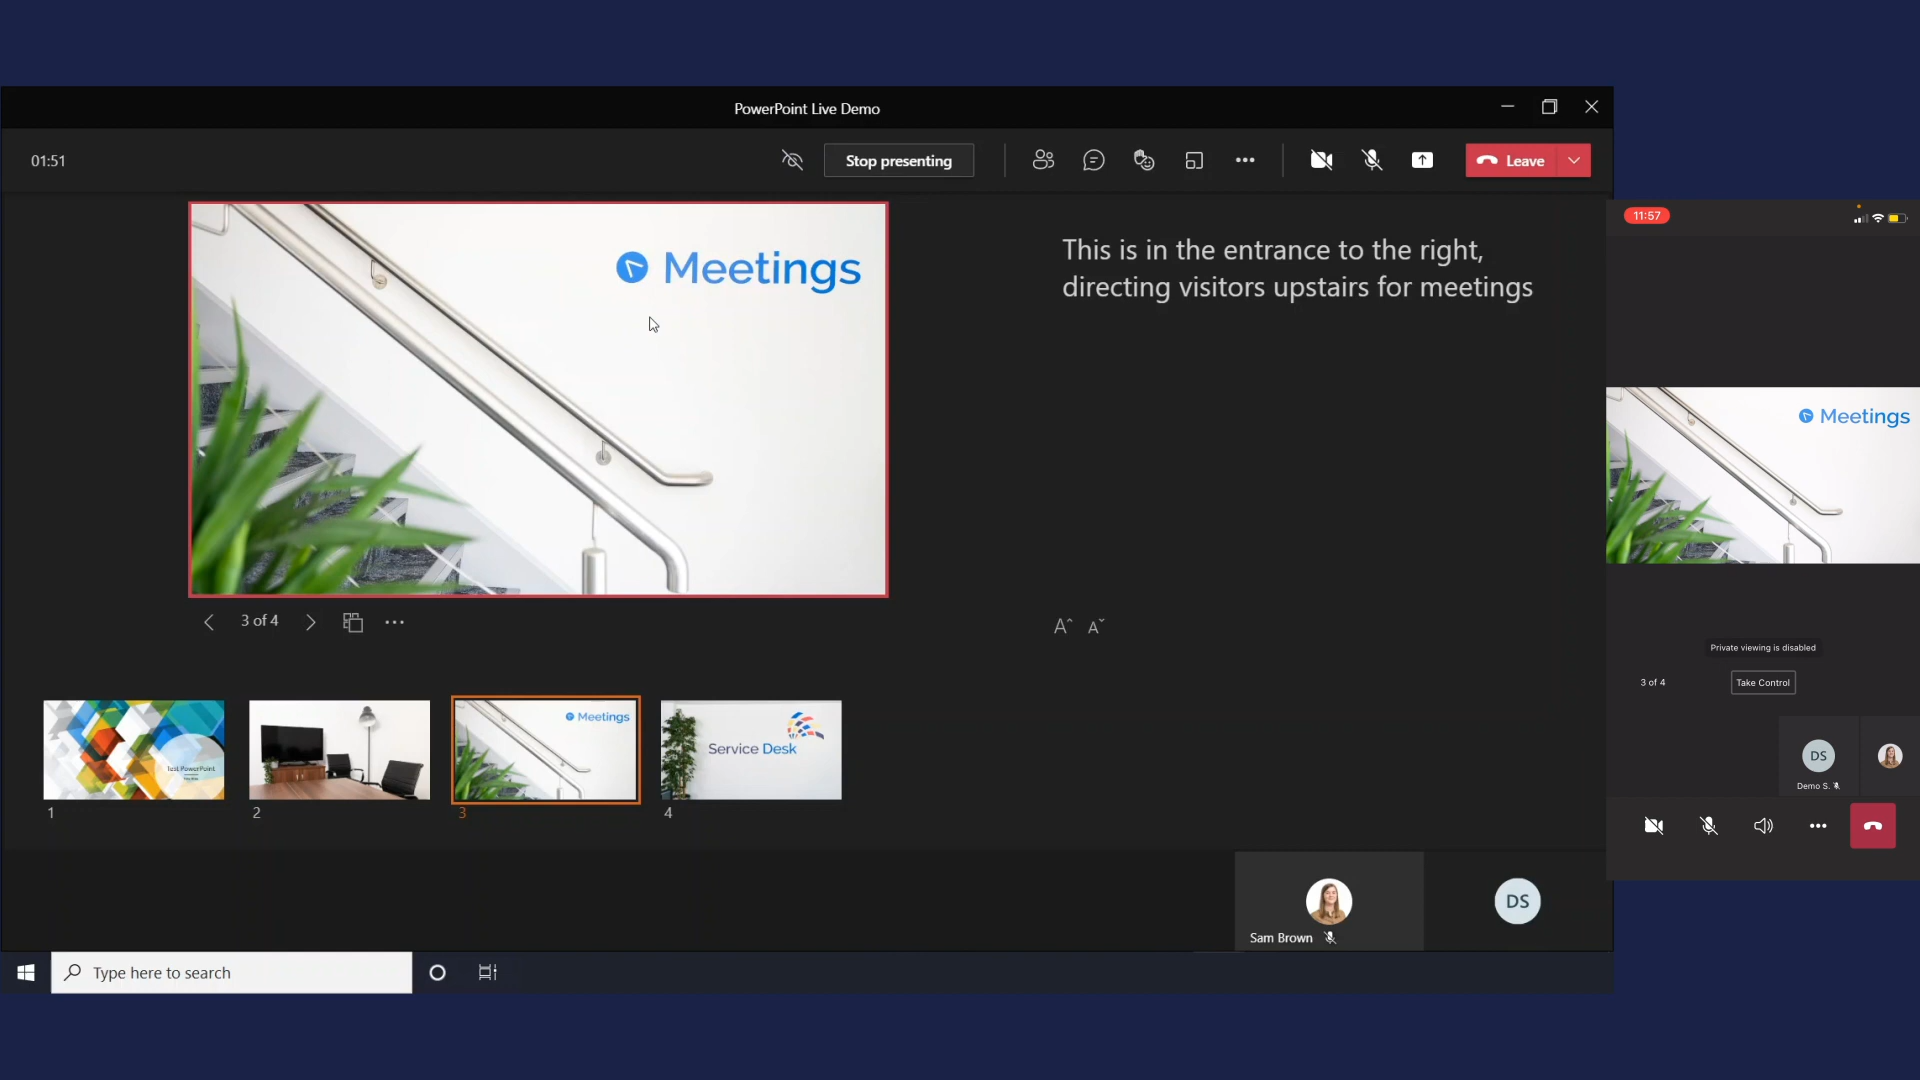 PowerPoint Live Demo
01:51
Stop presenting
Leave
Meetings
This is in the entrance to the right,
directing visitors upstairs for meetings
3 of 4
A A
Meetings
Service Desk
Test PowerPoint
1
2
3
4
Sam Brown
DS
Type here to search
11:57
Meetings
Private viewing is disabled
3 of 4
Take Control
DS
Demo S.